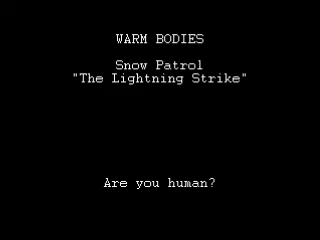 WARM BODIES
Snow Patrol
"The Lightning Strike"
Are you human?